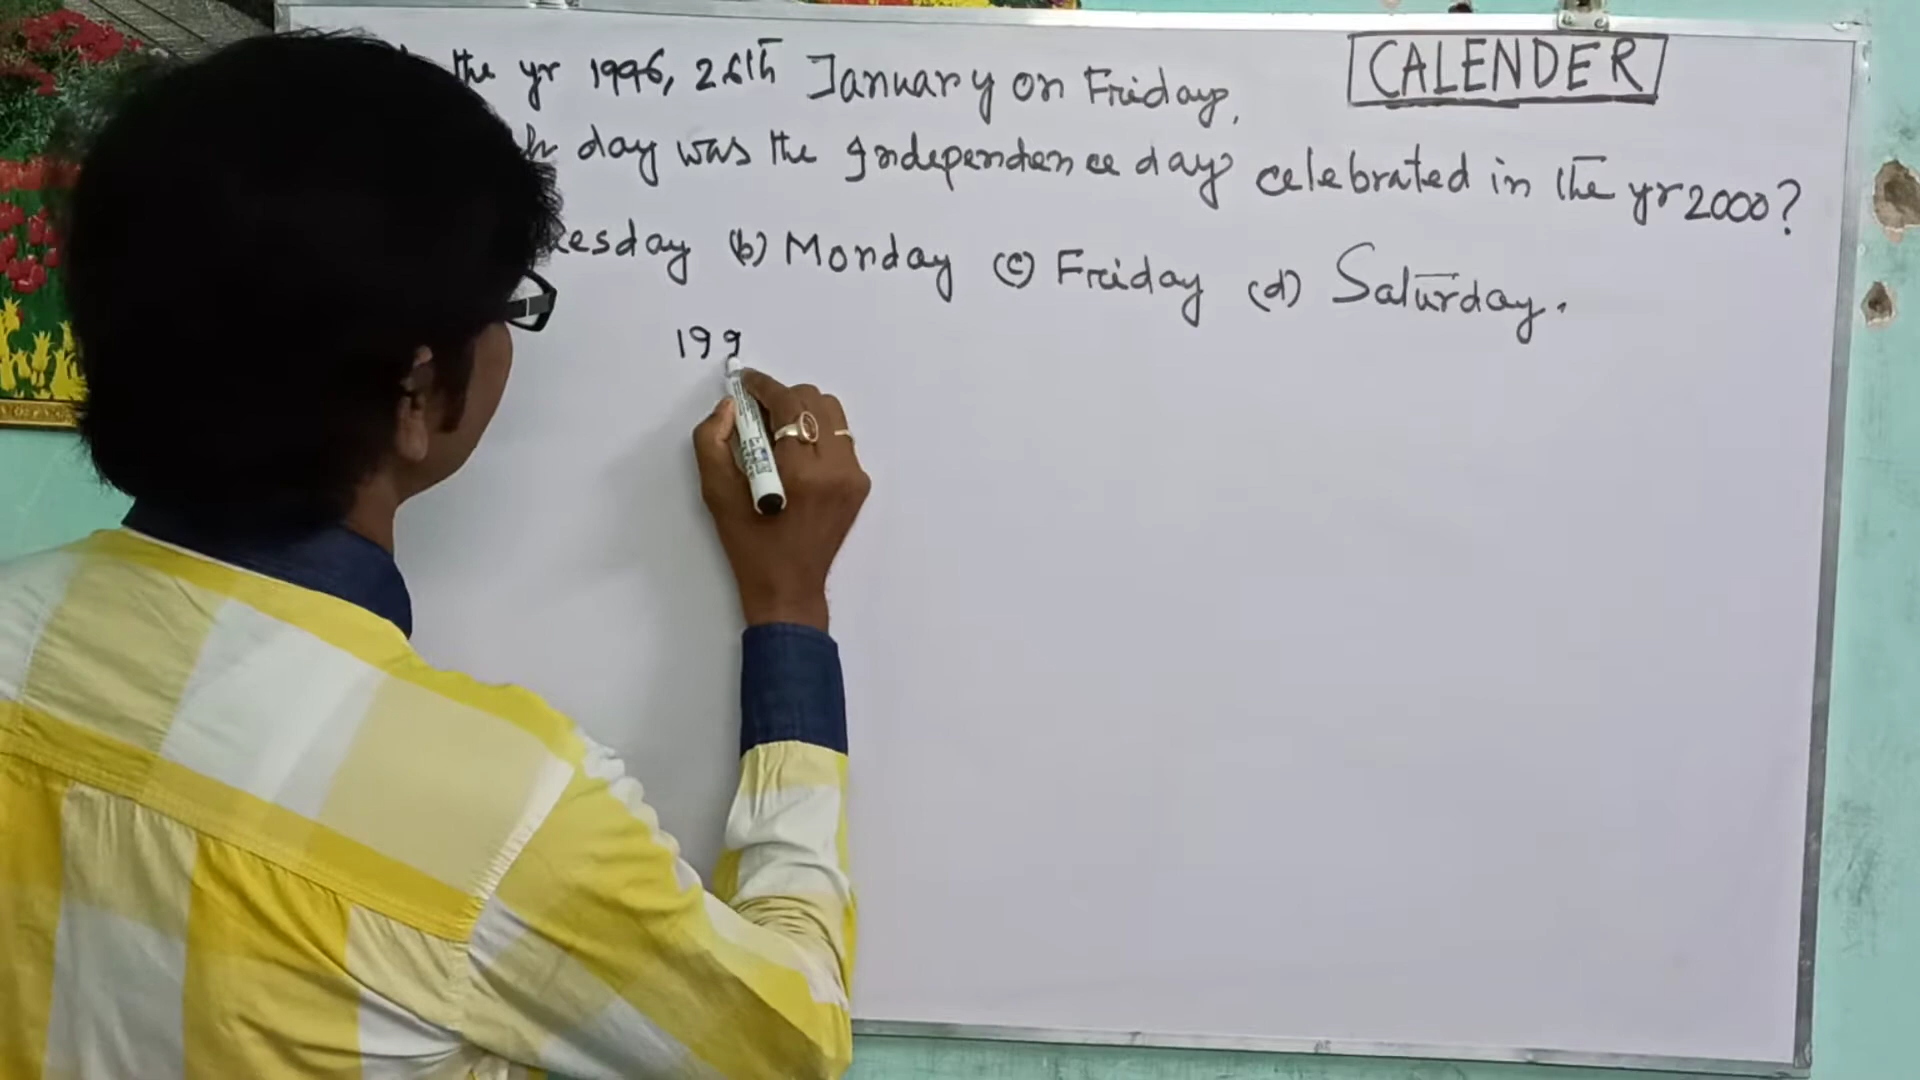 the yr 1996, 26th January on Friday,
CALENDER
day was the Independence day celebrated in the yr 2000?
esday (b) Monday (c) Friday (d) Saturday.
199